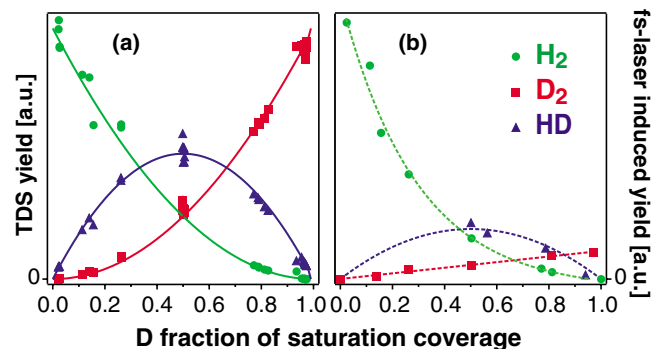 (a)
(b)
H2
D2
HD
TDS yield [a.u.]
fs-laser induced yield [a.u.]
0
0
0.0 0.2 0.4 0.6 0.8 1.0 0.0 0.2 0.4 0.6 0.8 1.0
D fraction of saturation coverage